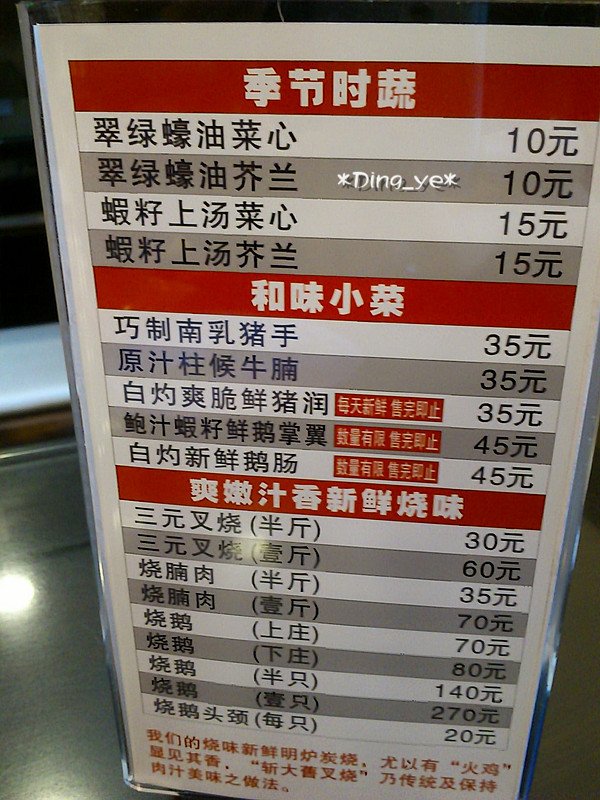 季节时蔬
翠绿蠔油菜心 10元
翠绿蠔油芥兰 10元
*Ding_ye*
蝦籽上汤菜心 15元
蝦籽上汤芥兰 15元
和味小菜
巧制南乳猪手 35元
原汁柱候牛腩 35元
白灼爽脆鲜猪润 每天新鲜 售完即止 35元
鲍汁蝦籽鲜鹅掌翼 数量有限 售完即止 45元
白灼新鲜鹅肠 数量有限 售完即止 45元
爽嫩汁香新鲜烧味
三元叉烧(半斤) 30元
三元叉烧(壹斤) 60元
烧腩肉 (半斤) 35元
烧腩肉 (壹斤) 70元
烧鹅 (上庄) 70元
烧鹅 (下庄) 80元
烧鹅 (半只) 140元
烧鹅 (壹只) 270元
烧鹅头颈(每只) 20元
我们的烧味新鲜明炉炭烧，尤以有“火鸡”
显见其香，“斩大舊叉烧”乃传统及保持
肉汁美味之做法。